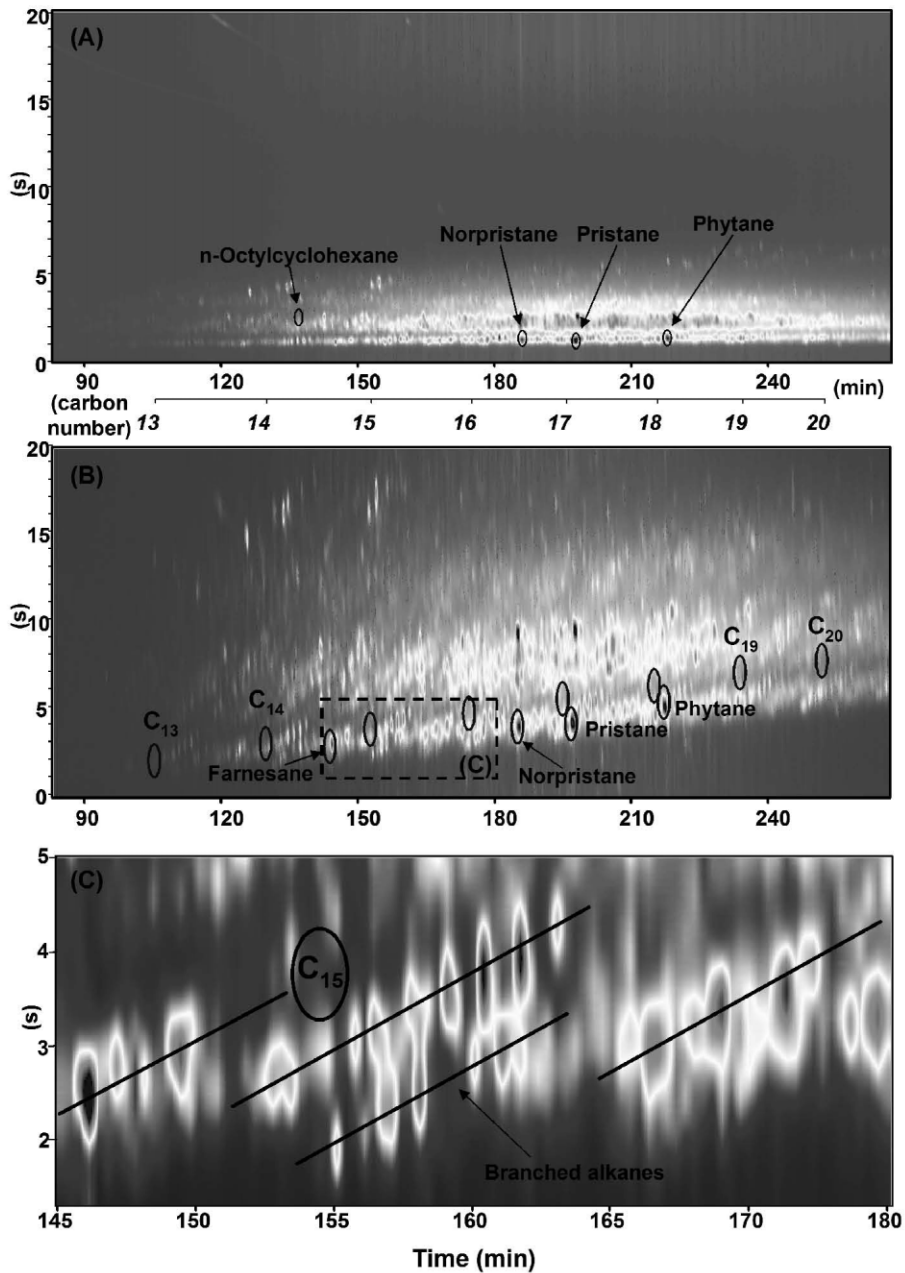 20
(A)
15
(s)
10
Norpristane Pristane Phytane
n-Octylcyclohexane
5
0
90 120 150 180 210 240 (min)
(carbon number) 13 14 15 16 17 18 19 20
20
(B)
15
(s)
10
C19 C20
C13 C14
5
Phytane
Pristane
Farnesane (C) Norpristane
0
90 120 150 180 210 240
5
(C)
4
C15
(s)
3
2
Branched alkanes
145 150 155 160 165 170 175 180
Time (min)